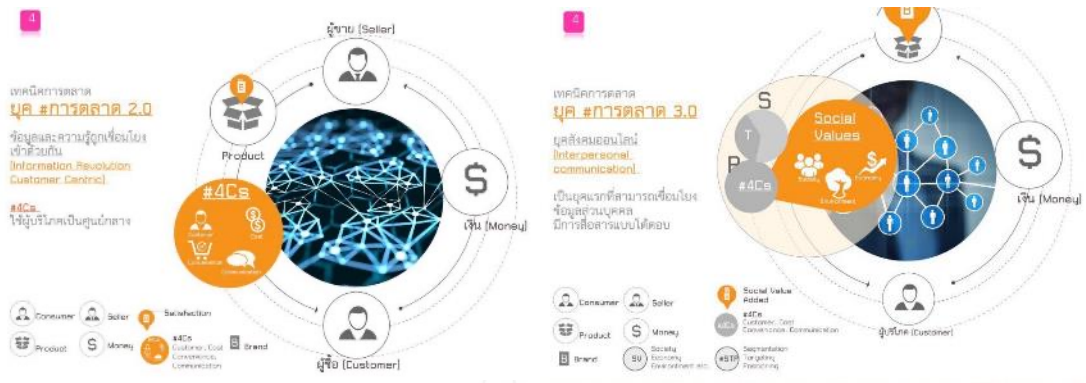 4
เทคนิคการตลาด
ยุค #การตลาด 2.0
ข้อมูลและความรู้ถูกเชื่อมโยง
เข้าด้วยกัน
(Information Revolution
Customer Centric)
#4Cs
ใช้ผู้บริโภคเป็นศูนย์กลาง
ผู้ขาย (Seller)
Product
#4Cs
Customer
Cost
Convenience
Communication
เงิน (Money)
ผู้ซื้อ (Customer)
Consumer
Seller
Satisfaction
Product
Money
#4Cs
Customer, Cost
Convenience,
Communication
B Brand
4
เทคนิคการตลาด
ยุค #การตลาด 3.0
ยุคสังคมออนไลน์
(Interpersonal
communication)
เป็นยุคแรกที่สามารถเชื่อมโยง
ข้อมูลส่วนบุคคล
มีการสื่อสารแบบโต้ตอบ
B
S
T
P
#4Cs
Social
Values
Society
Economy
Environment
เงิน (Money)
ผู้บริโภค (Customer)
Consumer
Seller
Social Value
Added
Product
Money
#4Cs
#4Cs
Customer, Cost
Convenience, Communication
B Brand
SV
Society
Economy
Environment etc.
#STP
Segmentation
Targeting
Positioning